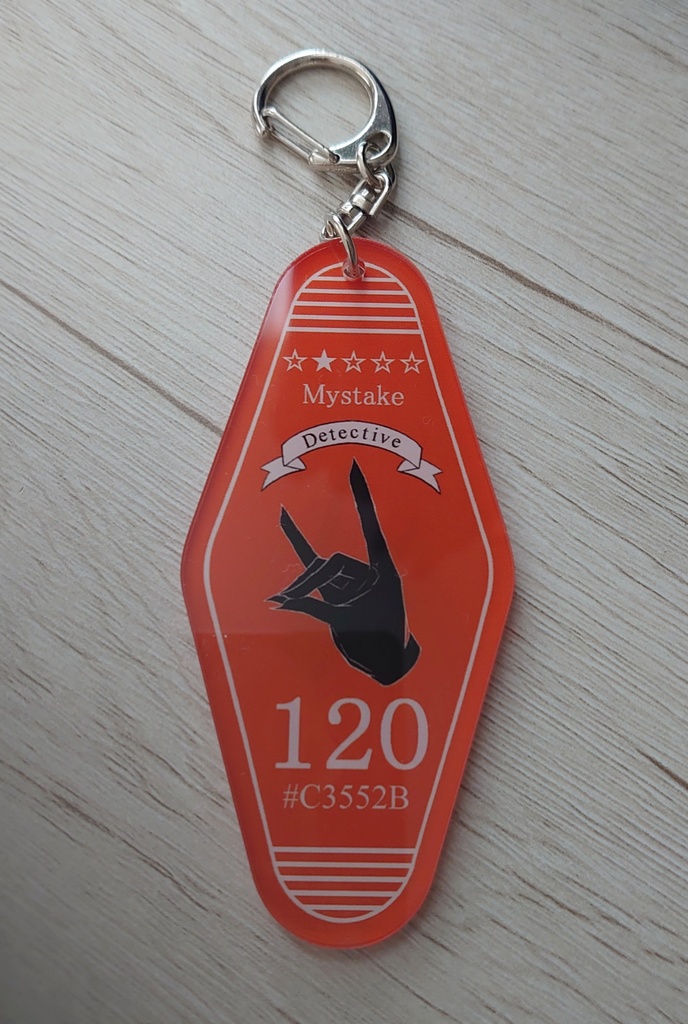 ☆★☆☆☆
Mystake
Detective
120
#C3552B